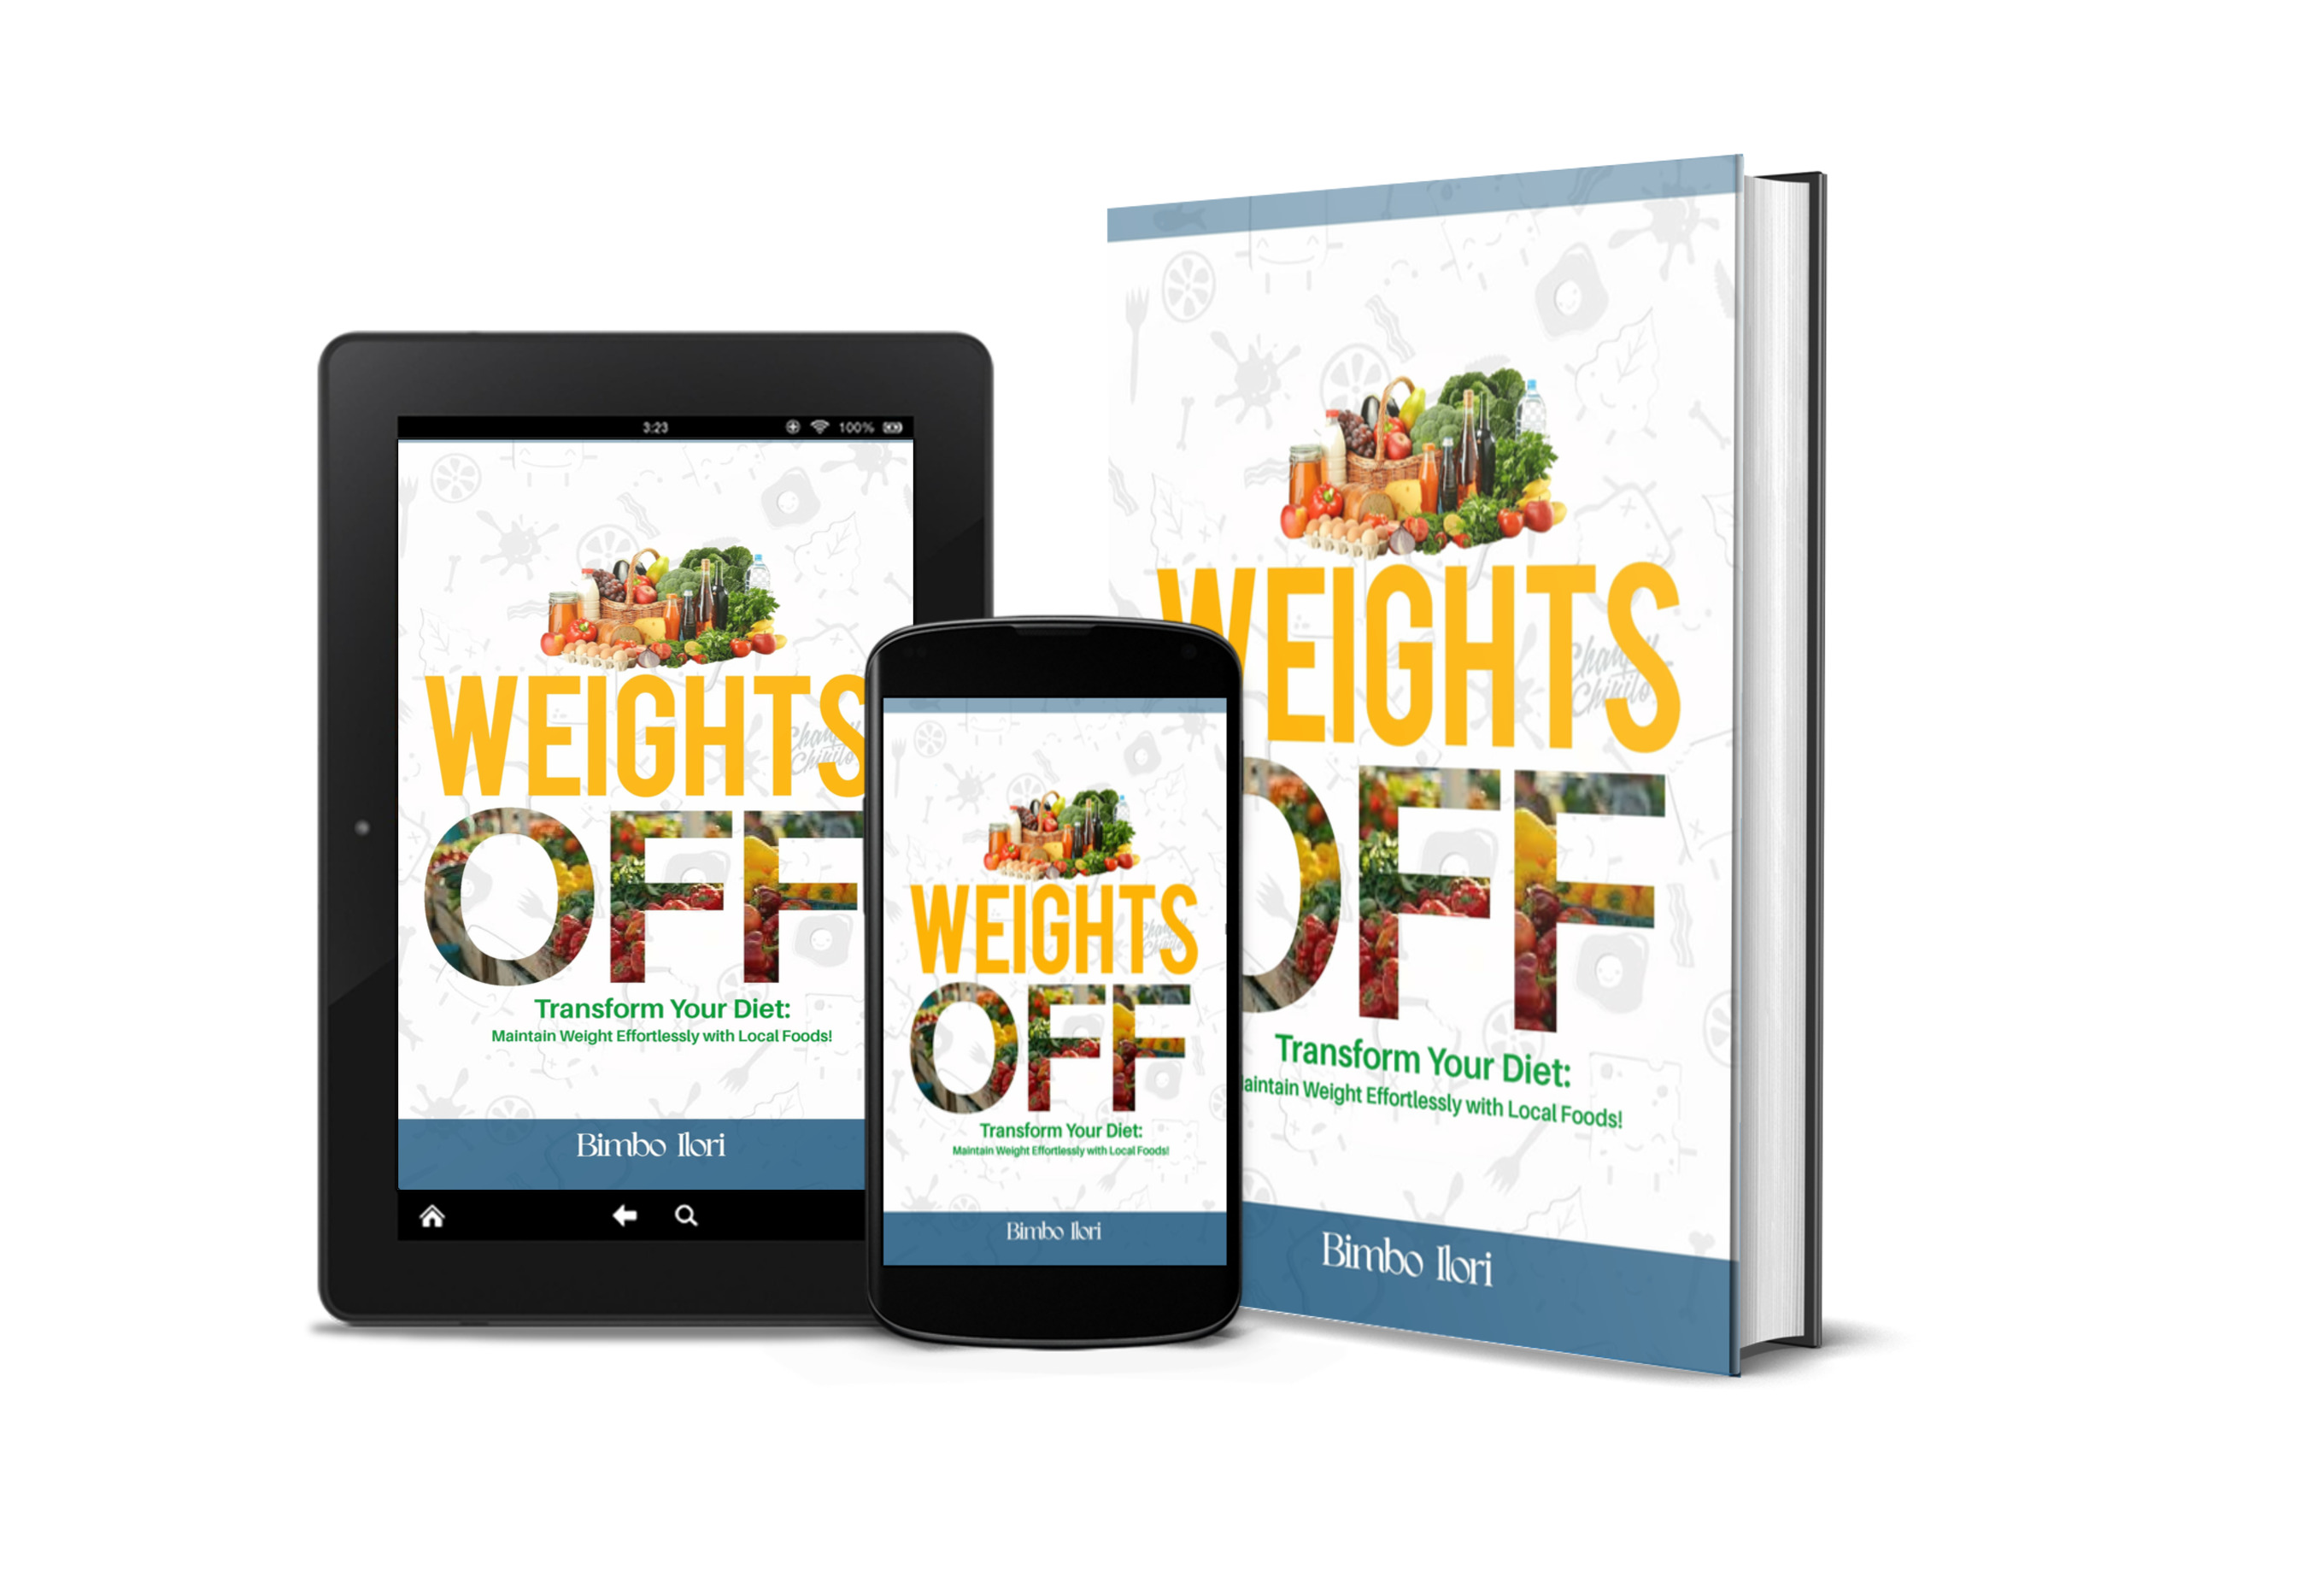 3:23
100%
WEIGHTS
OFF
Transform Your Diet:
Maintain Weight Effortlessly with Local Foods!
Bimbo Ilori
WEIGHTS
OFF
Transform Your Diet:
Maintain Weight Effortlessly with Local Foods!
Bimbo Ilori
WEIGHTS
OFF
Transform Your Diet:
aintain Weight Effortlessly with Local Foods!
Bimbo Ilori